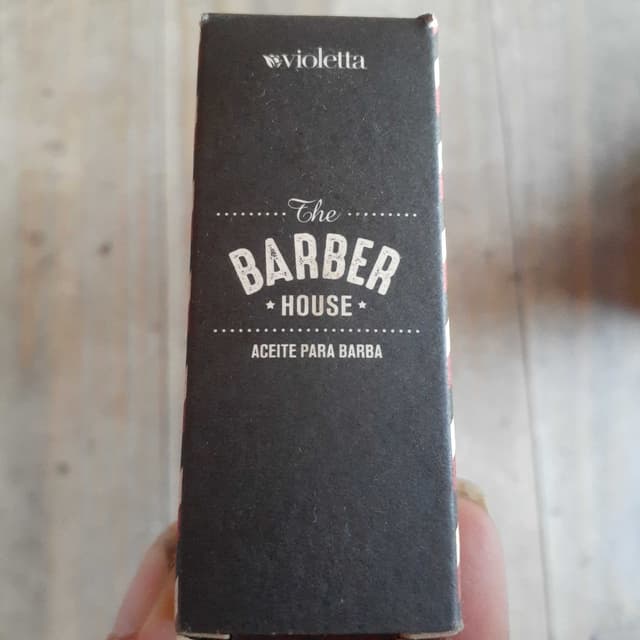 violetta
The
BARBER
HOUSE
ACEITE PARA BARBA